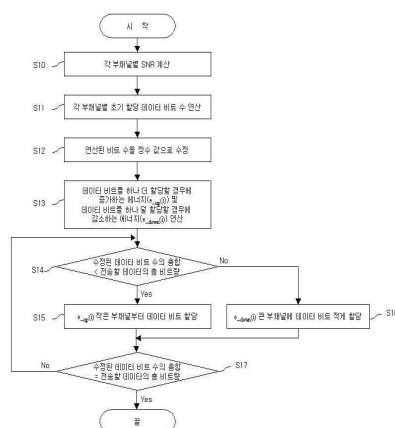 시 작
S10
각 부채널별 SNR 계산
S11
각 부채널별 초기 할당 데이터 비트 수 연산
S12
연산된 비트 수를 정수 값으로 수정
S13
데이터 비트를 하나 더 할당할 경우에
증가하는 에너지(e_up(i)) 및
데이터 비트를 하나 덜 할당할 경우에
감소하는 에너지(e_down(i)) 연산
S14
수정된 데이터 비트 수의 총합
< 전송할 데이터의 총 비트량
No
Yes
S15
e_up(i) 작은 부채널부터 데이터 비트 할당
e_down(i) 큰 부채널에 데이터 비트 적게 할당
S16
수정된 데이터 비트 수의 총합
= 전송할 데이터의 총 비트량
S17
No
Yes
끝